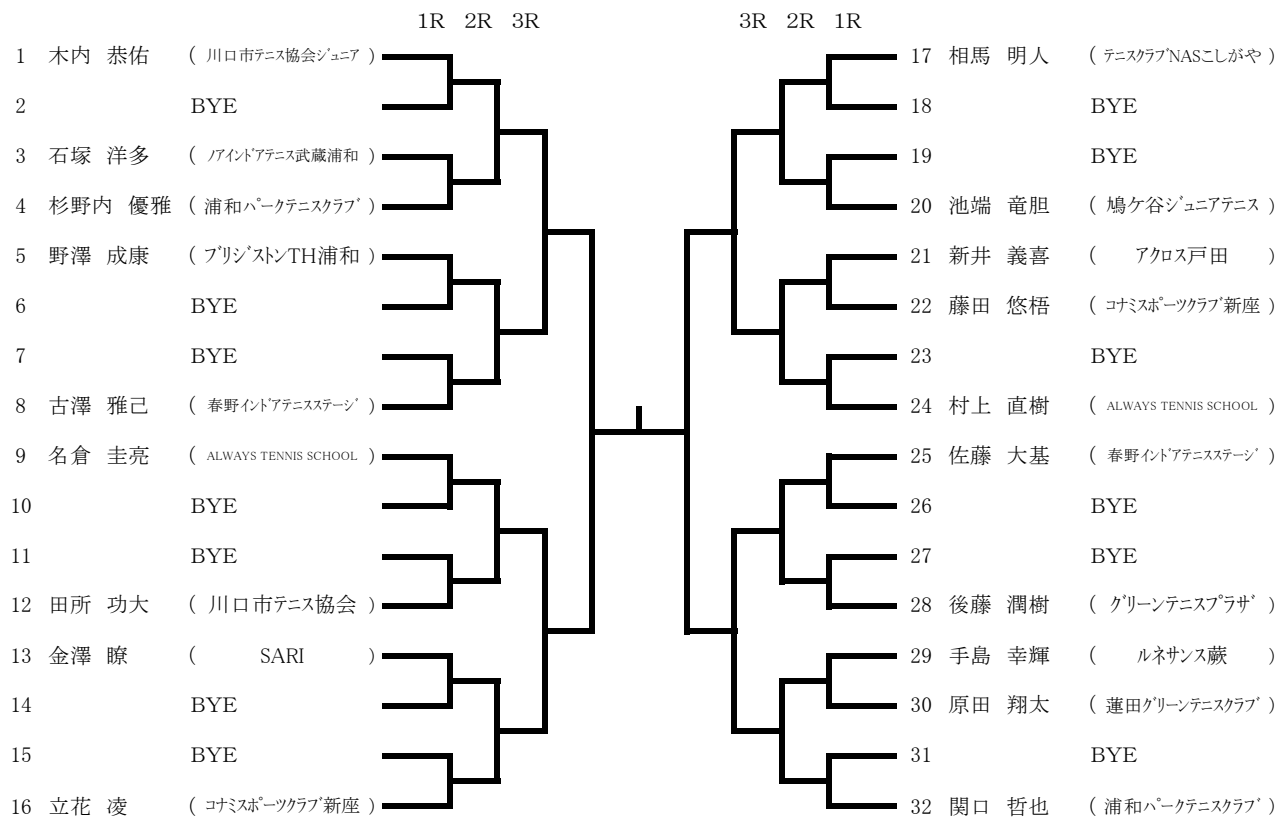 1R 2R 3R
1 木内 恭佑 ( 川口市テニス協会ジュニア )
2 BYE
3 石塚 洋多 ( ノアインドアテニス武蔵浦和 )
4 杉野内 優雅 ( 浦和パークテニスクラブ )
5 野澤 成康 ( ブリジストンTH浦和 )
6 BYE
7 BYE
8 古澤 雅己 ( 春野インドアテニスステージ )
9 名倉 圭亮 ( ALWAYS TENNIS SCHOOL )
10 BYE
11 BYE
12 田所 功大 ( 川口市テニス協会 )
13 金澤 瞭 ( SARI )
14 BYE
15 BYE
16 立花 凌 ( コナミスポーツクラブ新座 )
3R 2R 1R
17 相馬 明人 ( テニスクラブNASこしがや )
18 BYE
19 BYE
20 池端 竜胆 ( 鳩ケ谷ジュニアテニス )
21 新井 義喜 ( アクロス戸田 )
22 藤田 悠梧 ( コナミスポーツクラブ新座 )
23 BYE
24 村上 直樹 ( ALWAYS TENNIS SCHOOL )
25 佐藤 大基 ( 春野インドアテニスステージ )
26 BYE
27 BYE
28 後藤 潤樹 ( グリーンテニスプラザ )
29 手島 幸輝 ( ルネサンス蕨 )
30 原田 翔太 ( 蓮田グリーンテニスクラブ )
31 BYE
32 関口 哲也 ( 浦和パークテニスクラブ )